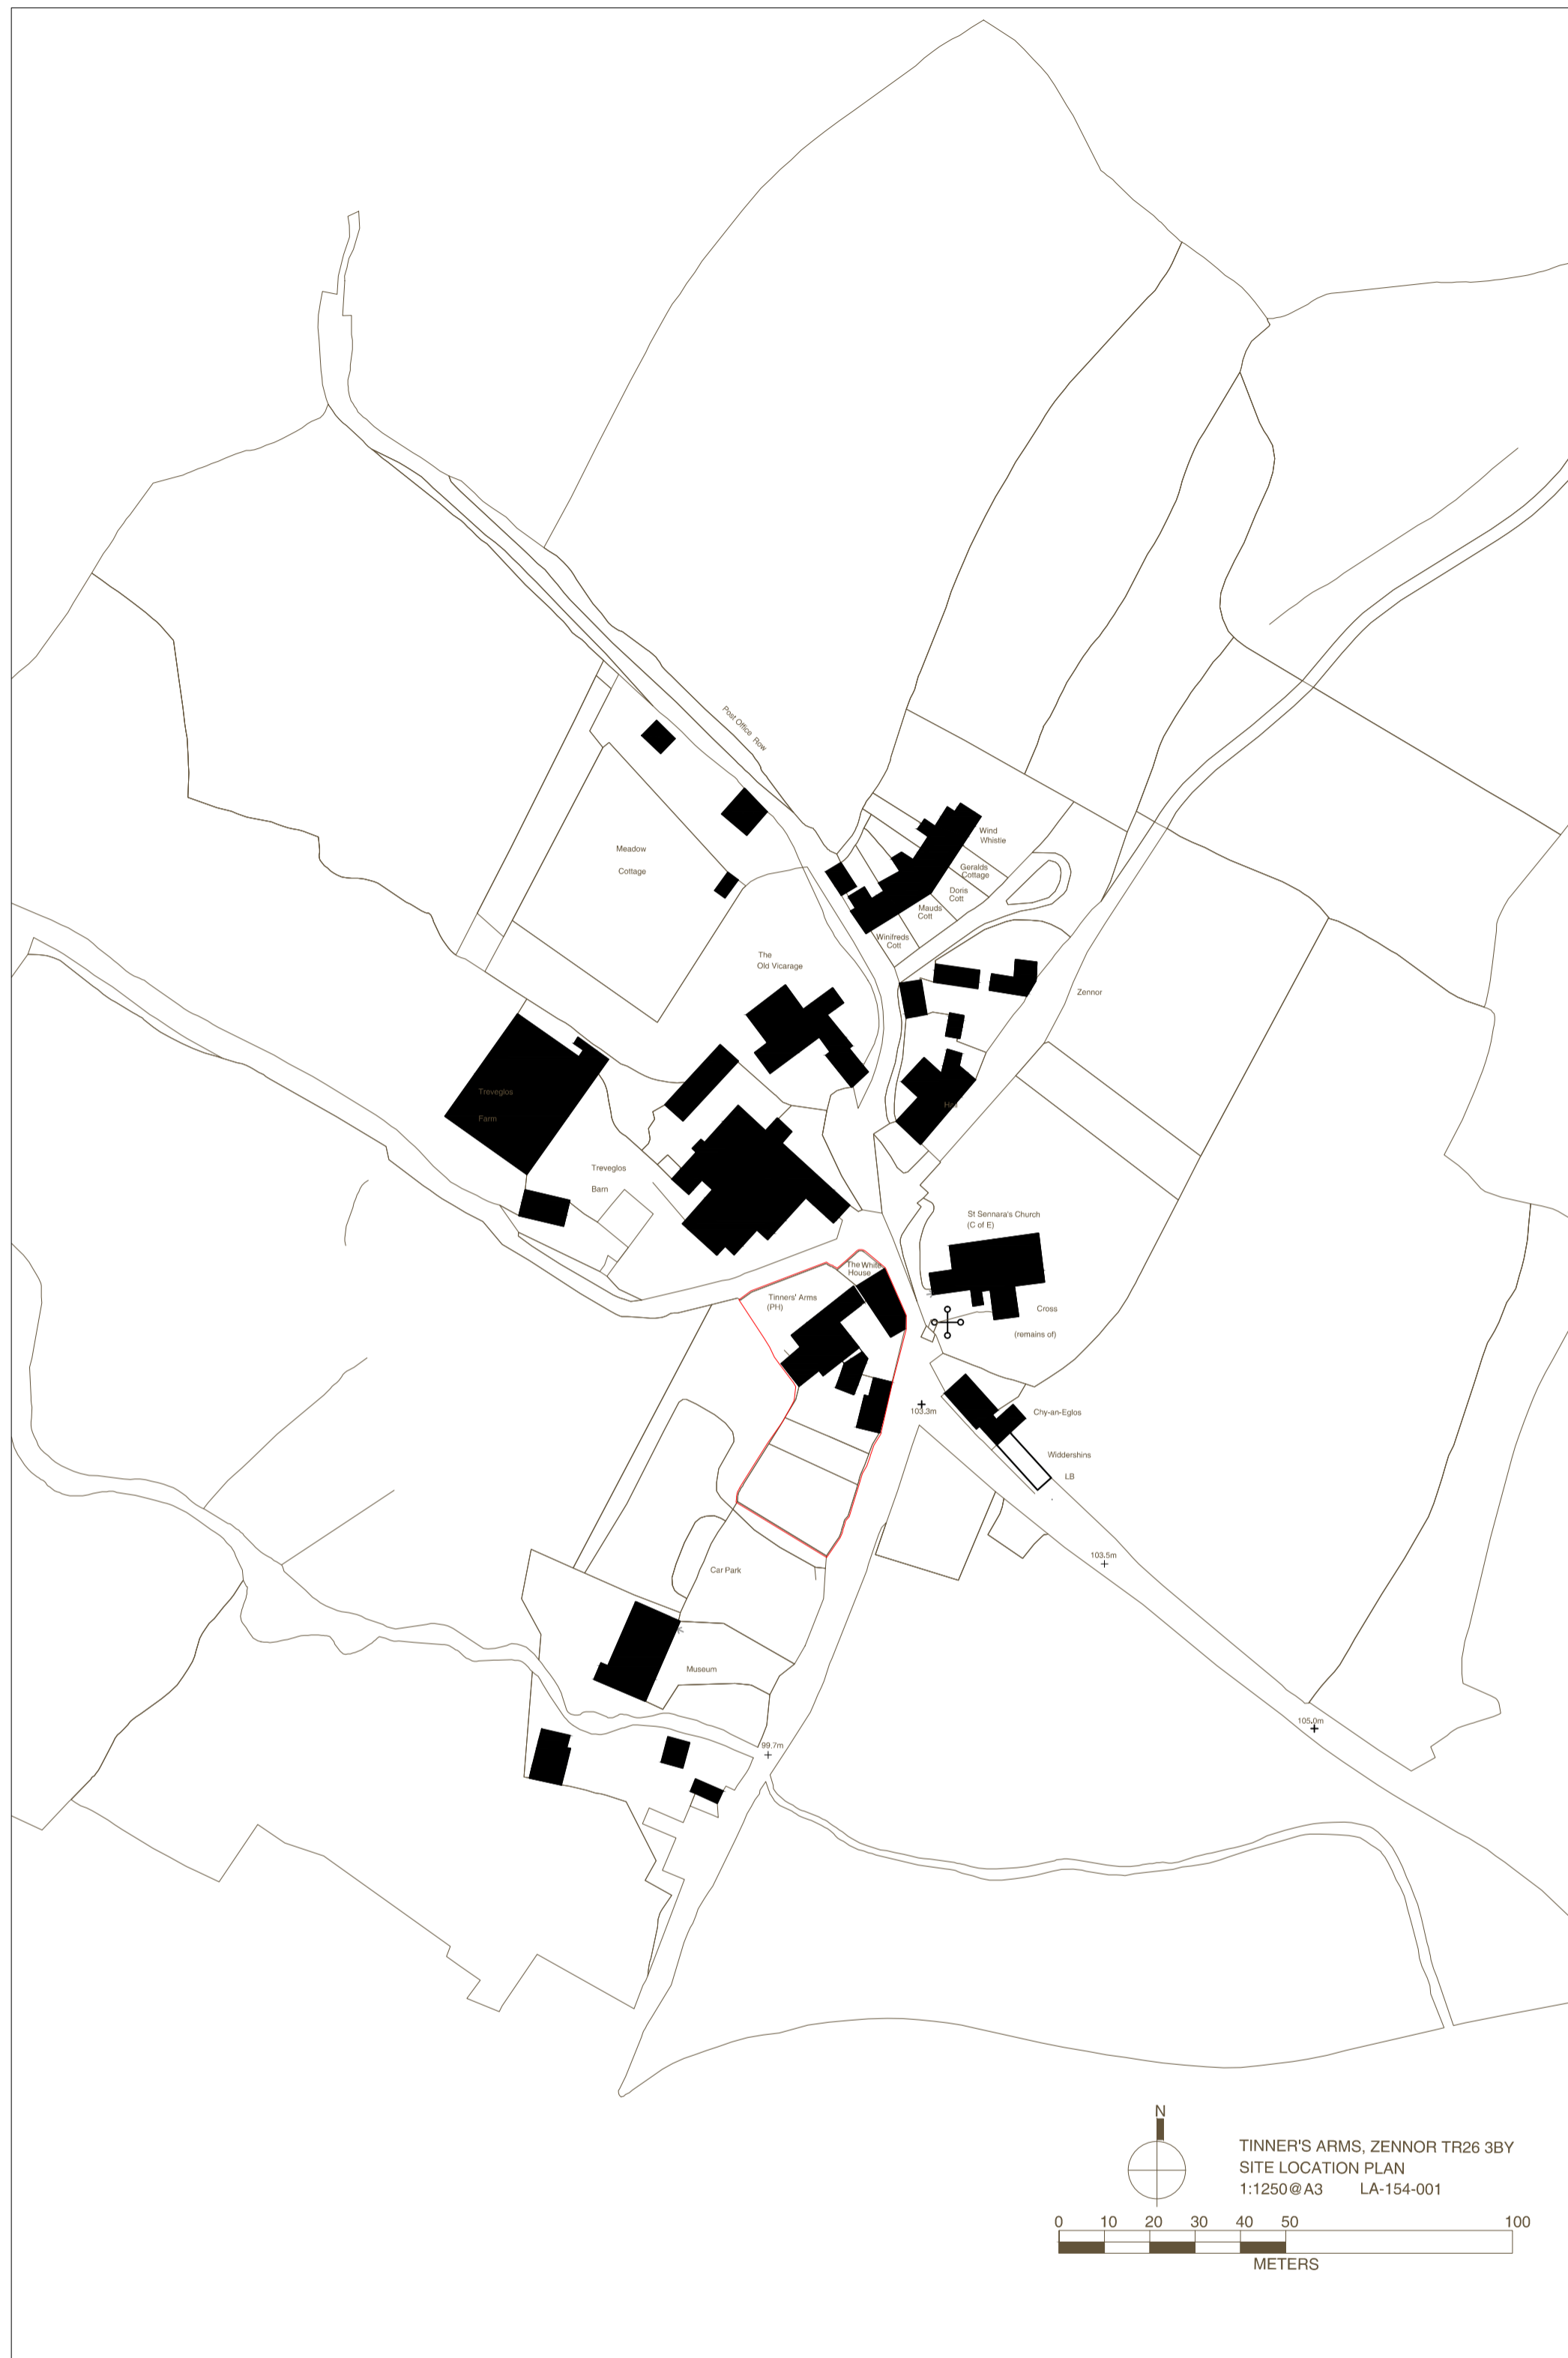 Post Office Row
Wind
Whistle
Meadow
Cottage
Geralds
Cottage
Doris
Cott
Mauds
Cott
Winifreds
Cott
The
Old Vicarage
Zennor
Treveglos
Farm
Hall
Treveglos
Barn
St Sennara's Church
(C of E)
The White
House
Tinners' Arms
(PH)
Cross
(remains of)
103.3m
Chy-an-Eglos
Widdershins
LB
103.5m
Car Park
Museum
105.0m
99.7m
N
TINNER'S ARMS, ZENNOR TR26 3BY
SITE LOCATION PLAN
1:1250@A3 LA-154-001
0 10 20 30 40 50 100
METERS